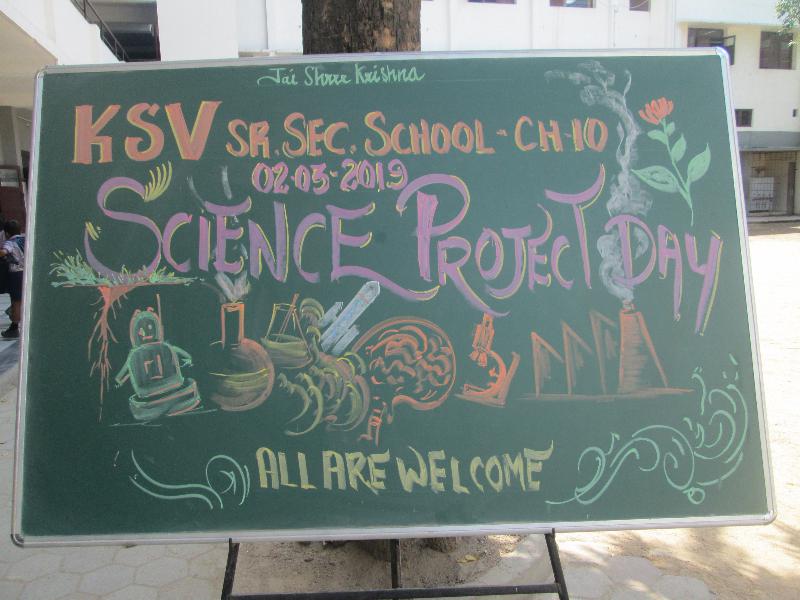 Jai Shree Krishna
KSV SR. SEC. SCHOOL - CH-10
02-03-2019
SCIENCE PROJECT DAY
ALL ARE WELCOME